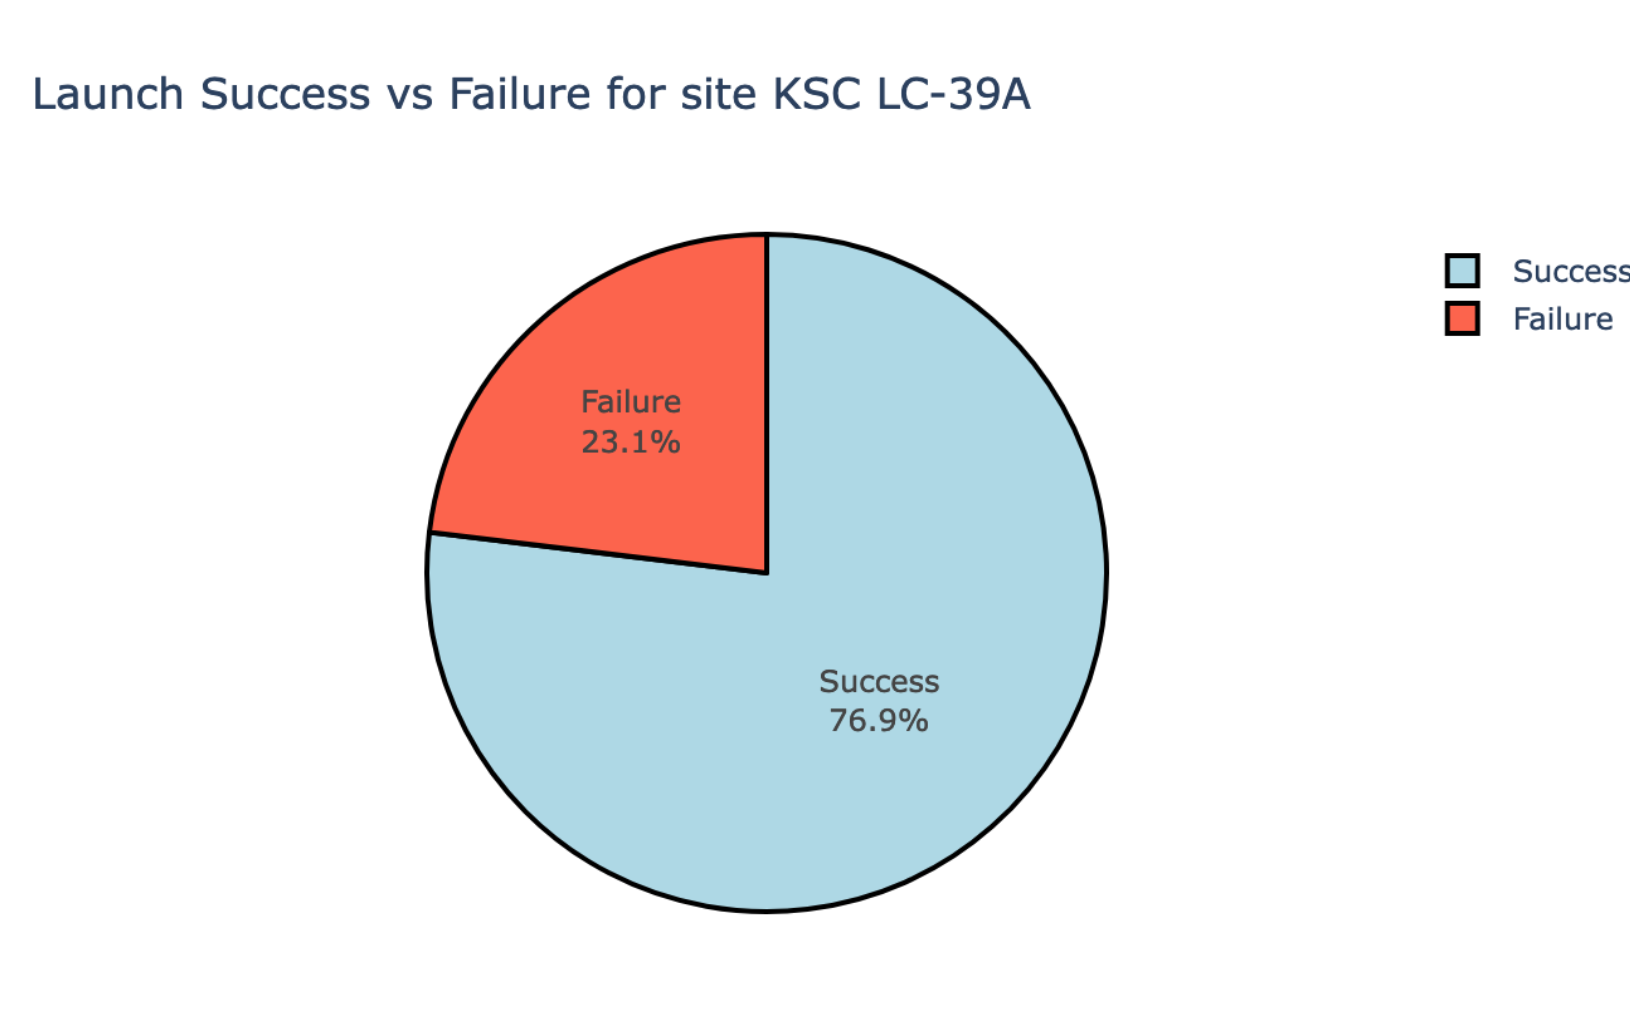 Launch Success vs Failure for site KSC LC-39A
Success
Failure
Failure
23.1%
Success
76.9%